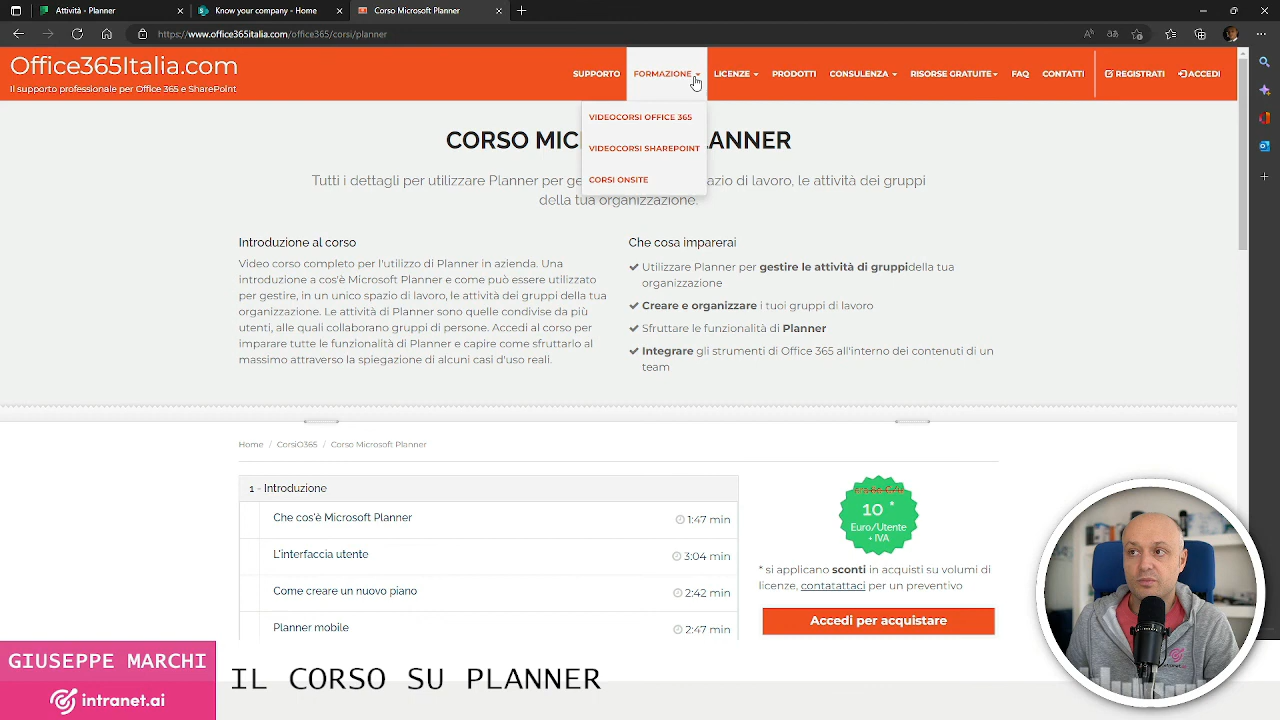 Attività - Planner
Know your company - Home
Corso Microsoft Planner
https://www.office365italia.com/office365/corsi/planner
Office365Italia.com
Il supporto professionale per Office 365 e SharePoint
SUPPORTO
FORMAZIONE
LICENZE
PRODOTTI
CONSULENZA
RISORSE GRATUITE
FAQ
CONTATTI
REGISTRATI
ACCEDI
VIDEOCORSI OFFICE 365
VIDEOCORSI SHAREPOINT
CORSI ONSITE
CORSO MIC ANNER
Tutti i dettagli per utilizzare Planner per ge pazio di lavoro, le attività dei gruppi
della tua organizzazione.
Introduzione al corso
Video corso completo per l'utilizzo di Planner in azienda. Una
introduzione a cos'è Microsoft Planner e come può essere utilizzato
per gestire, in un unico spazio di lavoro, le attività dei gruppi della tua
organizzazione. Le attività di Planner sono quelle condivise da più
utenti, alle quali collaborano gruppi di persone. Accedi al corso per
imparare tutte le funzionalità di Planner e capire come sfruttarlo al
massimo attraverso la spiegazione di alcuni casi d'uso reali.
Che cosa imparerai
Utilizzare Planner per gestire le attività di gruppidella tua
organizzazione
Creare e organizzare i tuoi gruppi di lavoro
Sfruttare le funzionalità di Planner
Integrare gli strumenti di Office 365 all'interno dei contenuti di un
team
Home / CorsiO365 / Corso Microsoft Planner
1 - Introduzione
Che cos'è Microsoft Planner 1:47 min
L'interfaccia utente 3:04 min
Come creare un nuovo piano 2:42 min
Planner mobile 2:47 min
10 *
Euro/Utente
+ IVA
* si applicano sconti in acquisti su volumi di
licenze, contatattaci per un preventivo
Accedi per acquistare
GIUSEPPE MARCHI
intranet.ai
IL CORSO SU PLANNER